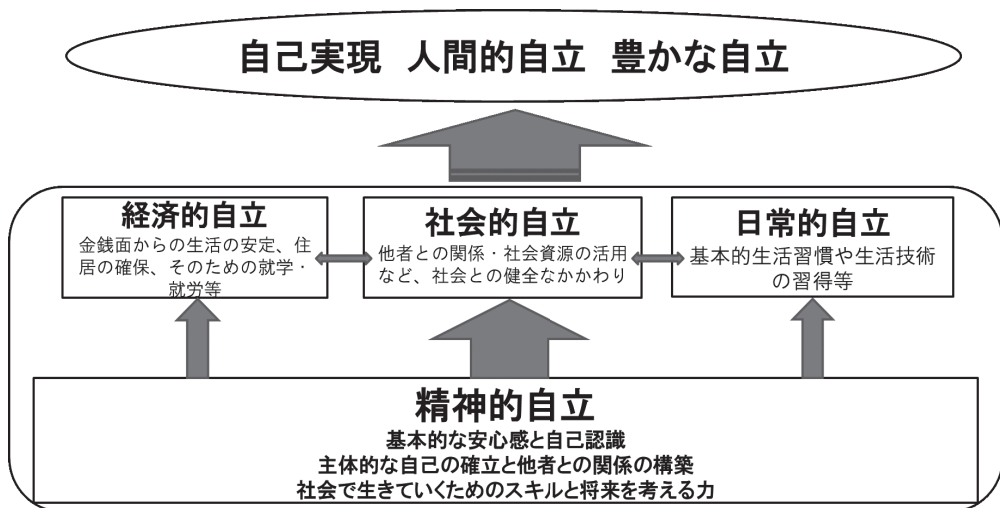 自己実現 人間的自立 豊かな自立
経済的自立
金銭面からの生活の安定、住
居の確保、そのための就学・
就労等
社会的自立
他者との関係・社会資源の活用
など、社会との健全なかかわり
日常的自立
基本的生活習慣や生活技術
の習得等
精神的自立
基本的な安心感と自己認識
主体的な自己の確立と他者との関係の構築
社会で生きていくためのスキルと将来を考える力